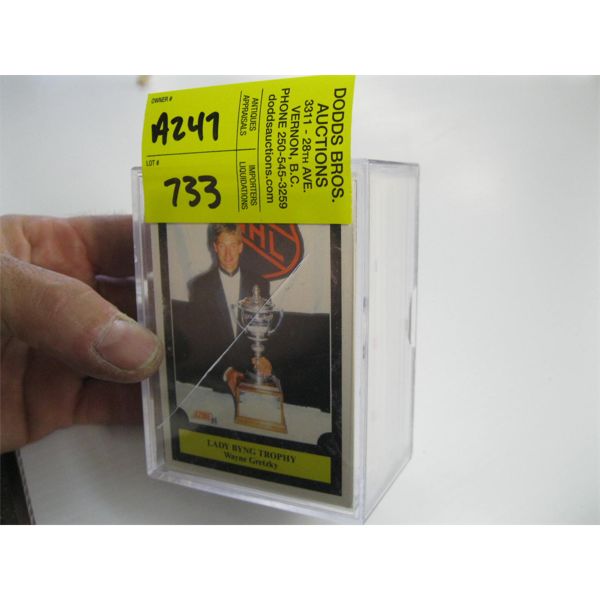 OWNER #
A247
LOT #
733
ANTIQUES
APPRAISALS
IMPORTERS
LIQUIDATIONS
DODDS BROS.
AUCTIONS
3311 - 28TH AVE.
VERNON, B.C.
PHONE 250-545-3259
doddsauctions.com
HL
SCORE
LADY BYNG TROPHY
Wayne Gretzky